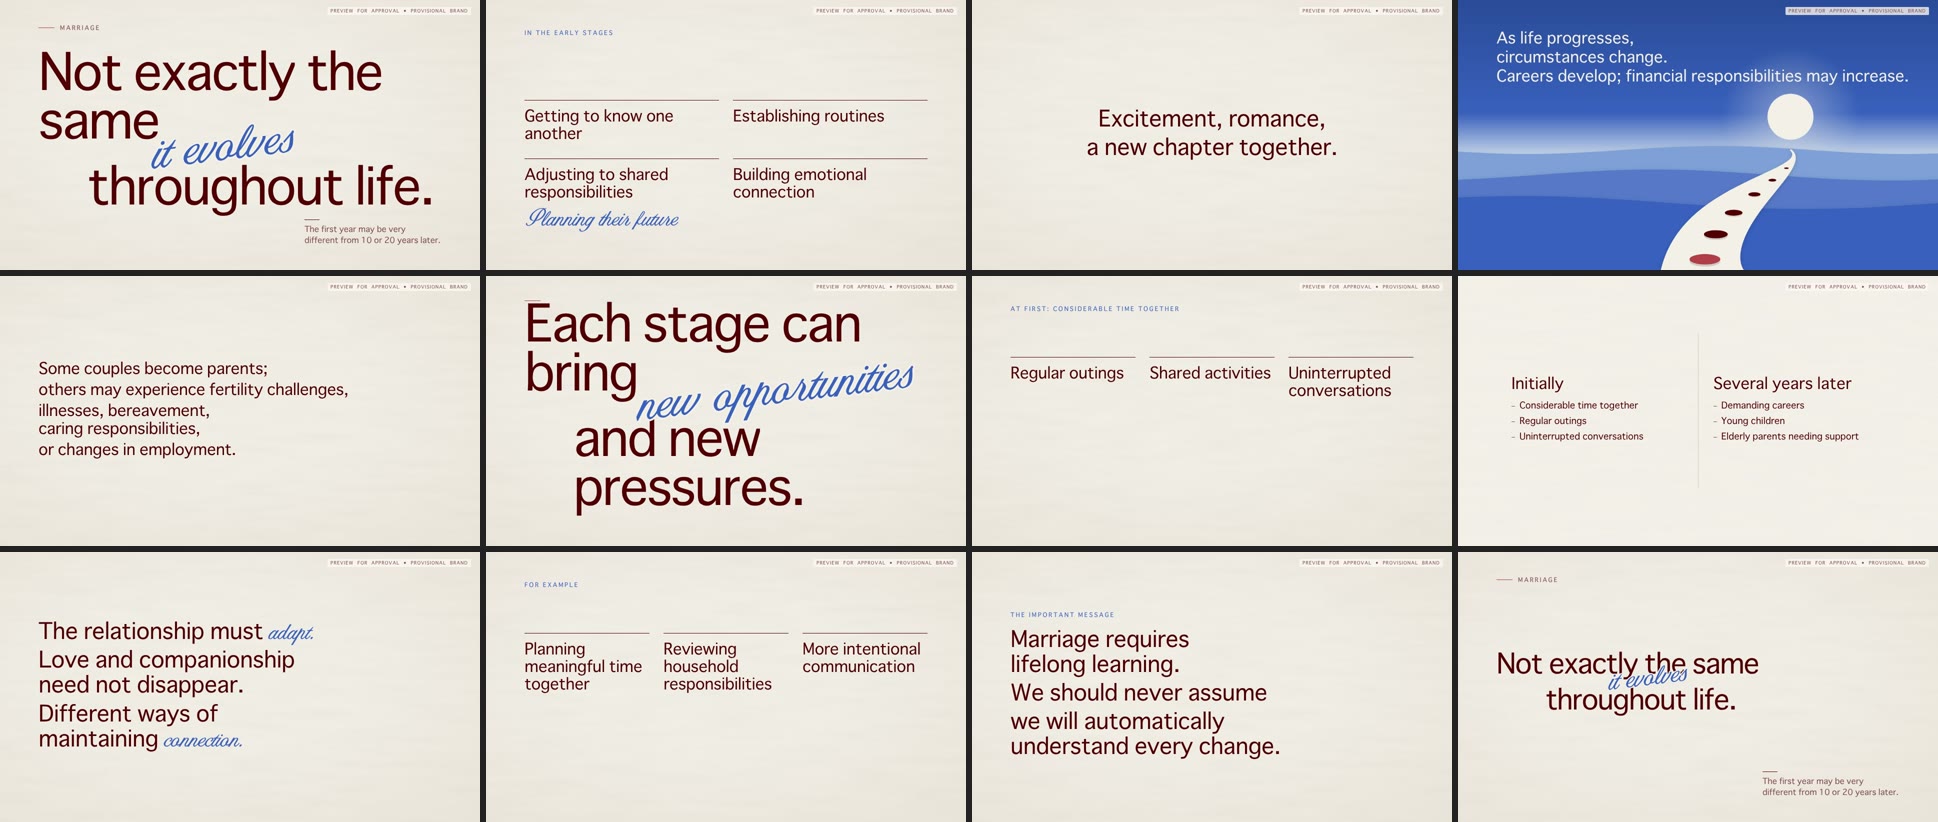 PREVIEW FOR APPROVAL • PROVISIONAL BRAND
MARRIAGE
Not exactly the
same
it evolves
throughout life.
The first year may be very
different from 10 or 20 years later.
PREVIEW FOR APPROVAL • PROVISIONAL BRAND
IN THE EARLY STAGES
Getting to know one
another
Establishing routines
Adjusting to shared
responsibilities
Building emotional
connection
Planning their future
PREVIEW FOR APPROVAL • PROVISIONAL BRAND
Excitement, romance,
a new chapter together.
PREVIEW FOR APPROVAL • PROVISIONAL BRAND
As life progresses,
circumstances change.
Careers develop; financial responsibilities may increase.
PREVIEW FOR APPROVAL • PROVISIONAL BRAND
Some couples become parents;
others may experience fertility challenges,
illnesses, bereavement,
caring responsibilities,
or changes in employment.
PREVIEW FOR APPROVAL • PROVISIONAL BRAND
Each stage can
bring
new opportunities
and new
pressures.
PREVIEW FOR APPROVAL • PROVISIONAL BRAND
AT FIRST: CONSIDERABLE TIME TOGETHER
Regular outings
Shared activities
Uninterrupted
conversations
PREVIEW FOR APPROVAL • PROVISIONAL BRAND
Initially
– Considerable time together
– Regular outings
– Uninterrupted conversations
Several years later
– Demanding careers
– Young children
– Elderly parents needing support
PREVIEW FOR APPROVAL • PROVISIONAL BRAND
The relationship must adapt.
Love and companionship
need not disappear.
Different ways of
maintaining connection.
PREVIEW FOR APPROVAL • PROVISIONAL BRAND
FOR EXAMPLE
Planning
meaningful time
together
Reviewing
household
responsibilities
More intentional
communication
PREVIEW FOR APPROVAL • PROVISIONAL BRAND
THE IMPORTANT MESSAGE
Marriage requires
lifelong learning.
We should never assume
we will automatically
understand every change.
PREVIEW FOR APPROVAL • PROVISIONAL BRAND
MARRIAGE
Not exactly the same
it evolves
throughout life.
The first year may be very
different from 10 or 20 years later.